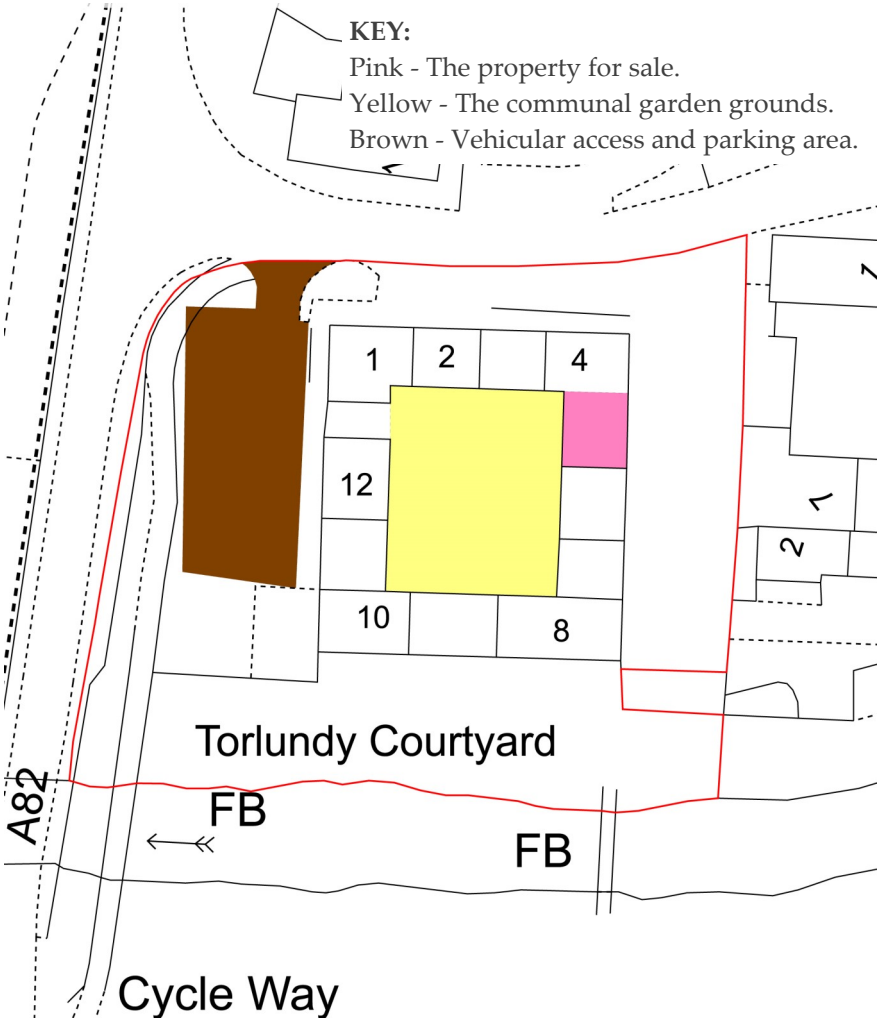 KEY:
Pink - The property for sale.
Yellow - The communal garden grounds.
Brown - Vehicular access and parking area.
1
2
4
12
2
10
8
Torlundy Courtyard
A82
FB
FB
Cycle Way